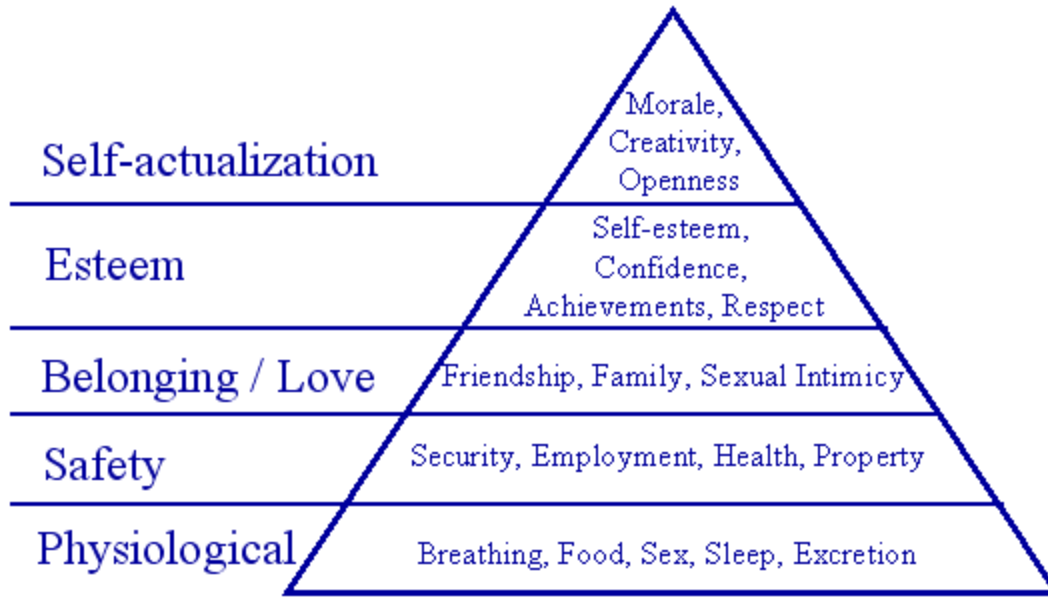 Morale,
Creativity,
Openness
Self-actualization
Self-esteem,
Confidence,
Achievements, Respect
Esteem
Friendship, Family, Sexual Intimicy
Belonging / Love
Security, Employment, Health, Property
Safety
Breathing, Food, Sex, Sleep, Excretion
Physiological